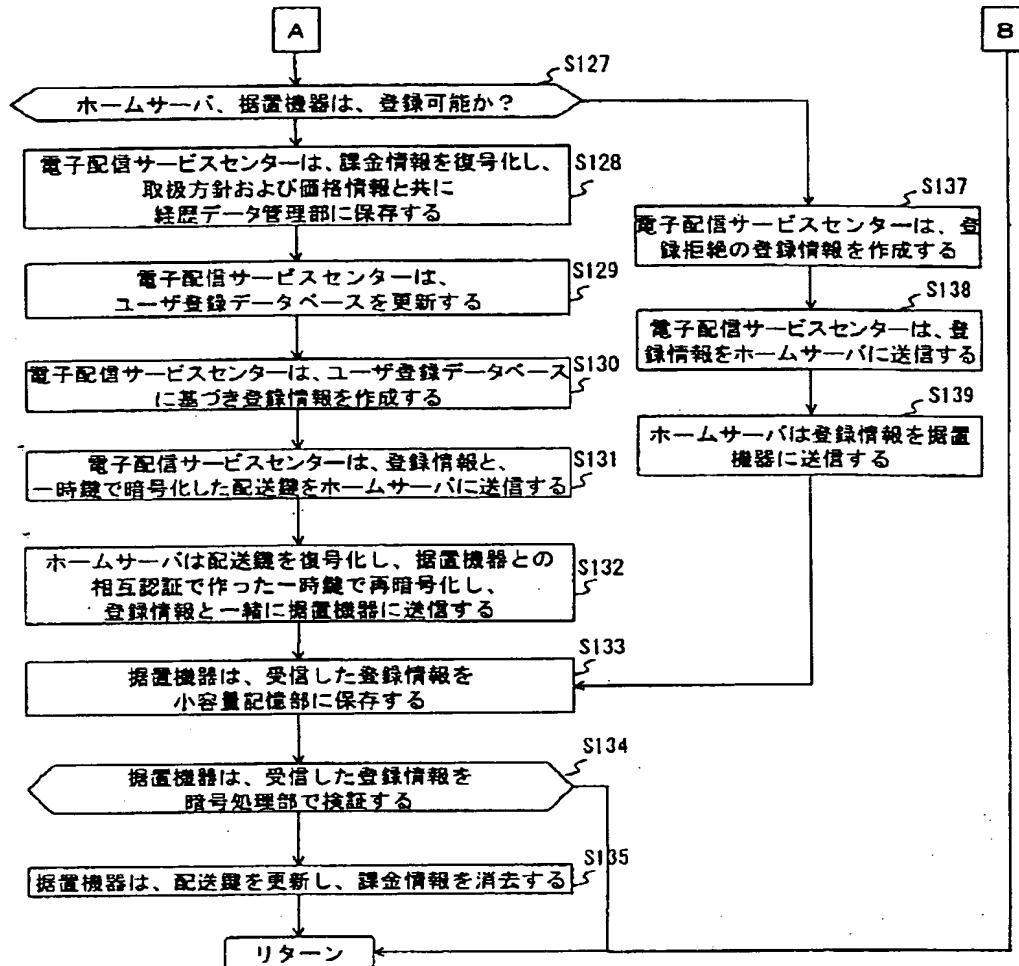 A
B
S127
ホームサーバ、据置機器は、登録可能か?
電子配信サービスセンターは、課金情報を復号化し、
取扱方針および価格情報と共に
経歴データ管理部に保存する
S128
電子配信サービスセンターは、
ユーザ登録データベースを更新する
S129
電子配信サービスセンターは、ユーザ登録データベース
に基づき登録情報を作成する
S130
電子配信サービスセンターは、登録情報と、
一時鍵で暗号化した配送鍵をホームサーバに送信する
S131
ホームサーバは配送鍵を復号化し、据置機器との
相互認証で作った一時鍵で再暗号化し、
登録情報と一緒に据置機器に送信する
S132
据置機器は、受信した登録情報を
小容量記憶部に保存する
S133
据置機器は、受信した登録情報を
暗号処理部で検証する
S134
据置機器は、配送鍵を更新し、課金情報を消去する
S135
リターン
S137
電子配信サービスセンターは、登
録拒絶の登録情報を作成する
S138
電子配信サービスセンターは、登
録情報をホームサーバに送信する
S139
ホームサーバは登録情報を据置
機器に送信する